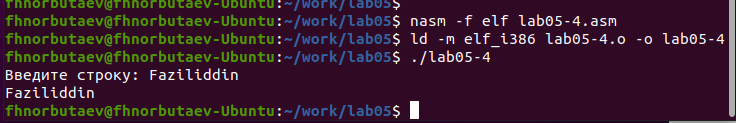 fhnorbutaev@fhnorbutaev-Ubuntu:~/work/lab05$ nasm -f elf lab05-4.asm
fhnorbutaev@fhnorbutaev-Ubuntu:~/work/lab05$ ld -m elf_i386 lab05-4.o -o lab05-4
fhnorbutaev@fhnorbutaev-Ubuntu:~/work/lab05$ ./lab05-4
Введите строку: Faziliddin
Faziliddin
fhnorbutaev@fhnorbutaev-Ubuntu:~/work/lab05$